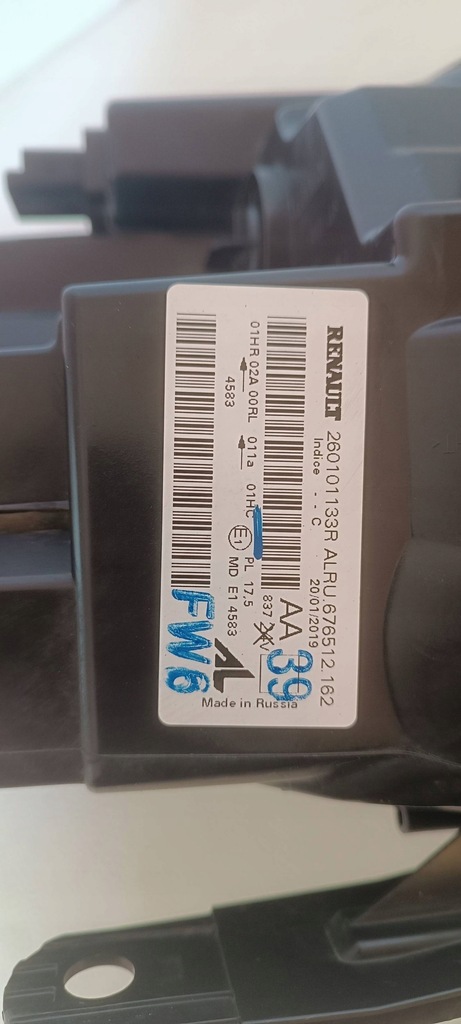 RENAULT 260101133R ALRU.676512.162
Indice - - C 20/01/2019
AA 39
837
01HR 02A 00RL 011a 01HC E1 PL 17.5
4583 MD E1 4583
AL
FW6
Made in Russia